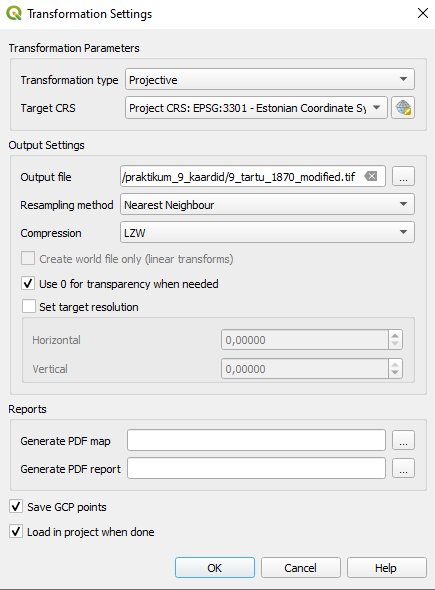 Transformation Settings
Transformation Parameters
Transformation type Projective
Target CRS Project CRS: EPSG:3301 - Estonian Coordinate Sy
Output Settings
Output file /praktikum_9_kaardid/9_tartu_1870_modified.tif ...
Resampling method Nearest Neighbour
Compression LZW
Create world file only (linear transforms)
Use 0 for transparency when needed
Set target resolution
Horizontal 0,00000
Vertical 0,00000
Reports
Generate PDF map ...
Generate PDF report ...
Save GCP points
Load in project when done
OK Cancel Help